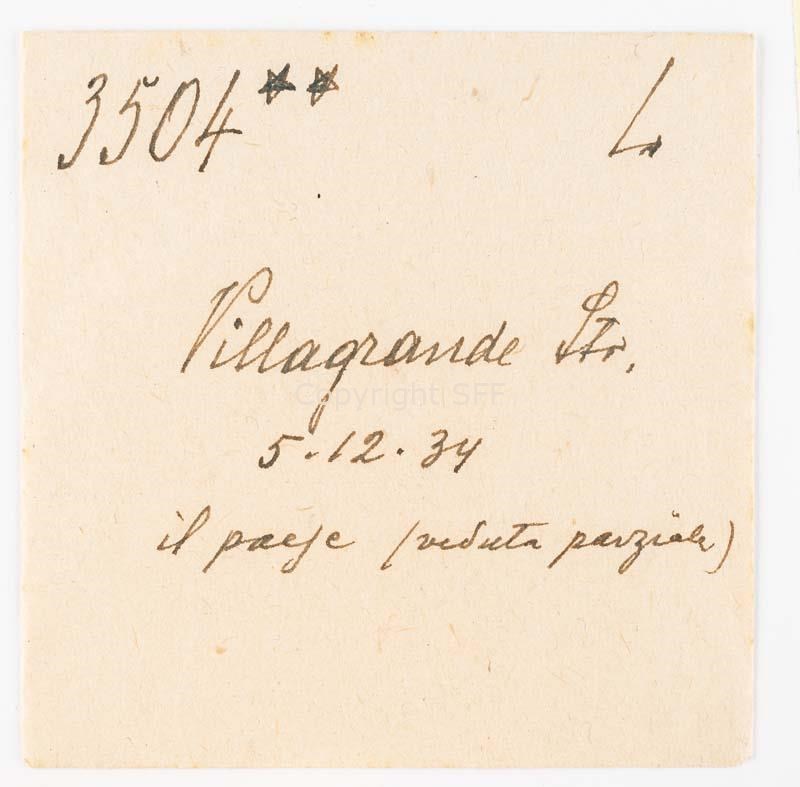 3504** L
Villagrande Str.
Copyright SFF
5.12.34
il paese (veduta parziale)